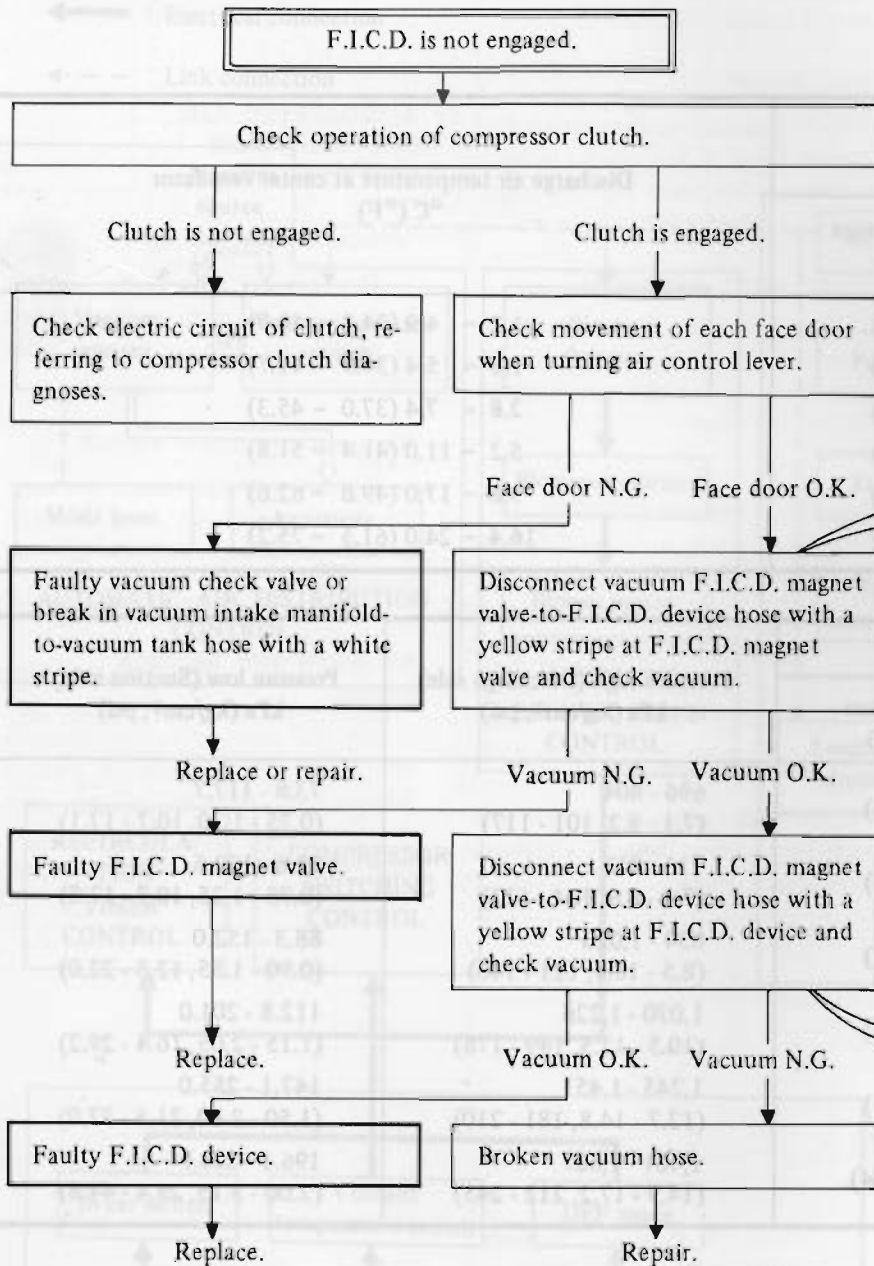 F.I.C.D. is not engaged.
Check operation of compressor clutch.
Clutch is not engaged.
Clutch is engaged.
Check electric circuit of clutch, re-
ferring to compressor clutch diag-
gnoses.
Check movement of each face door
when turning air control lever.
Face door N.G.
Face door O.K.
Faulty vacuum check valve or
break in vacuum intake manifold-
to-vacuum tank hose with a white
stripe.
Disconnect vacuum F.I.C.D. magnet
valve-to-F.I.C.D. device hose with a
yellow stripe at F.I.C.D. magnet
valve and check vacuum.
Replace or repair.
Vacuum N.G.
Vacuum O.K.
Faulty F.I.C.D. magnet valve.
Disconnect vacuum F.I.C.D. magnet
valve-to-F.I.C.D. device hose with a
yellow stripe at F.I.C.D. device and
check vacuum.
Replace.
Vacuum O.K.
Vacuum N.G.
Faulty F.I.C.D. device.
Broken vacuum hose.
Replace.
Repair.